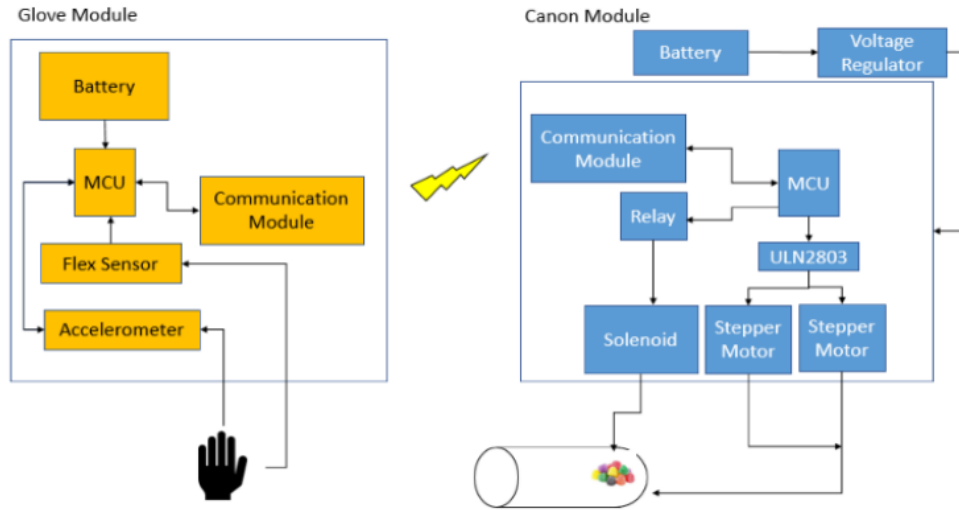 Glove Module
Canon Module
Battery
Voltage
Regulator
Battery
Communication
Module
MCU
MCU
Communication
Module
Relay
Flex Sensor
ULN2803
Accelerometer
Solenoid
Stepper
Motor
Stepper
Motor